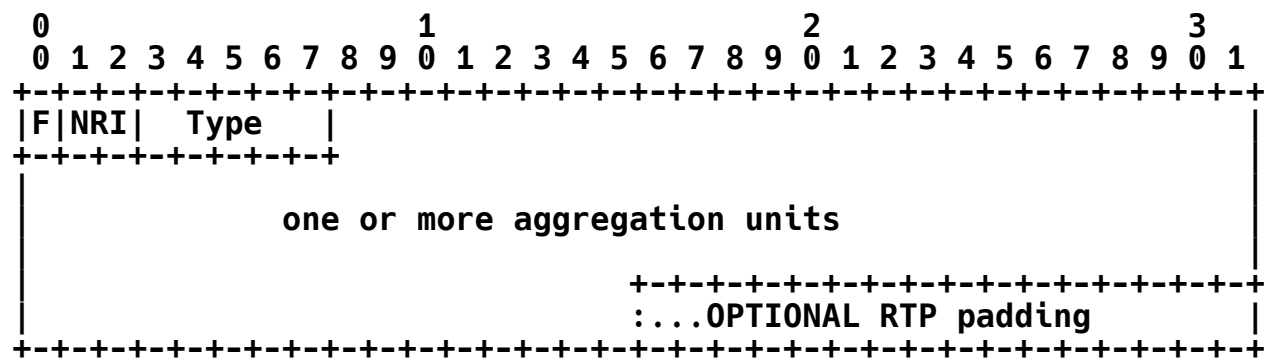 0                   1                   2                   3
 0 1 2 3 4 5 6 7 8 9 0 1 2 3 4 5 6 7 8 9 0 1 2 3 4 5 6 7 8 9 0 1
+-+-+-+-+-+-+-+-+-+-+-+-+-+-+-+-+-+-+-+-+-+-+-+-+-+-+-+-+-+-+-+-+
|F|NRI|  Type   |                                               |
+-+-+-+-+-+-+-+-+                                               |
|                                                               |
|             one or more aggregation units                     |
|                                                               |
|                               +-+-+-+-+-+-+-+-+-+-+-+-+-+-+-+-+
|                               :...OPTIONAL RTP padding        |
+-+-+-+-+-+-+-+-+-+-+-+-+-+-+-+-+-+-+-+-+-+-+-+-+-+-+-+-+-+-+-+-+